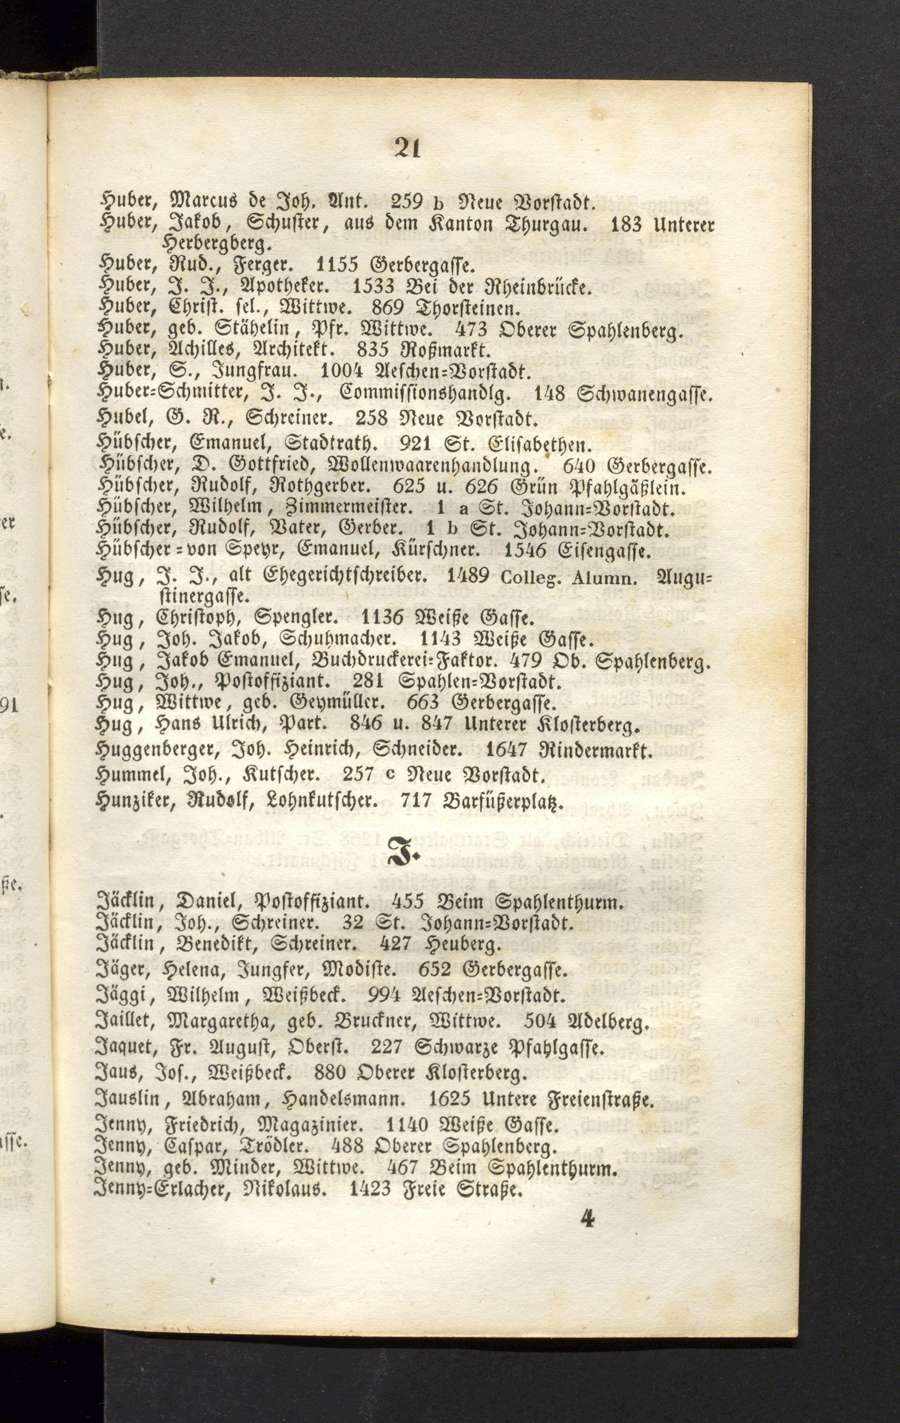 21
Huber, Marcus de Joh. Ant. 259 b Neue Vorstadt.
Huber, Jakob, Schuster, aus dem Kanton Thurgau. 183 Unterer
Herbergberg.
Huber, Rud., Ferger. 1155 Gerbergasse.
Huber, J. J., Apotheker. 1533 Bei der Rheinbrücke.
Huber, Christ. sel., Wittwe. 869 Thorsteinen.
Huber, geb. Stähelin, Pfr. Wittwe. 473 Oberer Spahlenberg.
Huber, Achilles, Architekt. 835 Roßmarkt.
Huber, S., Jungfrau. 1004 Aeschen-Vorstadt.
Huber-Schmitter, J. J., Commissionshandlg. 148 Schwanengasse.
Hubel, G. R., Schreiner. 258 Neue Vorstadt.
Hübscher, Emanuel, Stadtrath. 921 St. Elisabethen.
Hübscher, D. Gottfried, Wollenwaarenhandlung. 640 Gerbergasse.
Hübscher, Rudolf, Rothgerber. 625 u. 626 Grün Pfahlgäßlein.
Hübscher, Wilhelm, Zimmermeister. 1 a St. Johann-Vorstadt.
Hübscher, Rudolf, Vater, Gerber. 1 b St. Johann-Vorstadt.
Hübscher-von Speyr, Emanuel, Kürschner. 1546 Eisengasse.
Hug, J. J., alt Ehegerichtschreiber. 1489 Colleg. Alumn. Augu-
stinergasse.
Hug, Christoph, Spengler. 1136 Weiße Gasse.
Hug, Joh. Jakob, Schuhmacher. 1143 Weiße Gasse.
Hug, Jakob Emanuel, Buchdruckerei-Faktor. 479 Ob. Spahlenberg.
Hug, Joh., Postoffiziant. 281 Spahlen-Vorstadt.
Hug, Wittwe, geb. Geymüller. 663 Gerbergasse.
Hug, Hans Ulrich, Part. 846 u. 847 Unterer Klosterberg.
Huggenberger, Joh. Heinrich, Schneider. 1647 Rindermarkt.
Hummel, Joh., Kutscher. 257 c Neue Vorstadt.
Hunziker, Rudolf, Lohnkutscher. 717 Barfüßerplatz.
J.
Jäcklin, Daniel, Postoffiziant. 455 Beim Spahlenthurm.
Jäcklin, Joh., Schreiner. 32 St. Johann-Vorstadt.
Jäcklin, Benedikt, Schreiner. 427 Heuberg.
Jäger, Helena, Jungfer, Modiste. 652 Gerbergasse.
Jäggi, Wilhelm, Weißbeck. 994 Aeschen-Vorstadt.
Jaillet, Margaretha, geb. Bruckner, Wittwe. 504 Adelberg.
Jaquet, Fr. August, Oberst. 227 Schwarze Pfahlgasse.
Jaus, Jos., Weißbeck. 880 Oberer Klosterberg.
Jauslin, Abraham, Handelsmann. 1625 Untere Freienstraße.
Jenny, Friedrich, Magazinier. 1140 Weiße Gasse.
Jenny, Caspar, Trödler. 488 Oberer Spahlenberg.
Jenny, geb. Minder, Wittwe. 467 Beim Spahlenthurm.
Jenny-Erlacher, Nikolaus. 1423 Freie Straße.
4